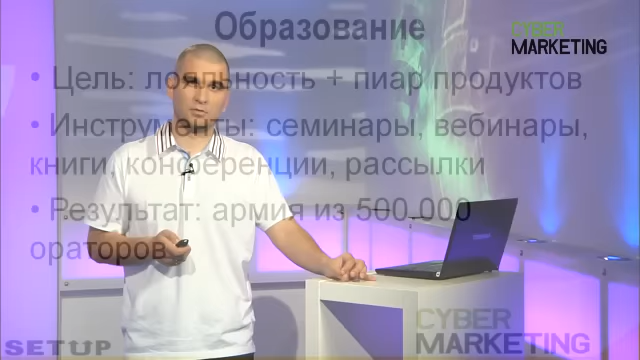 Образование
CYBER
MARKETING
• Цель: лояльность + пиар продуктов
• Инструменты: семинары, вебинары,
книги, конференции, рассылки
• Результат: армия из 500 000
ораторов
CYBER
MARKETING
SETUP